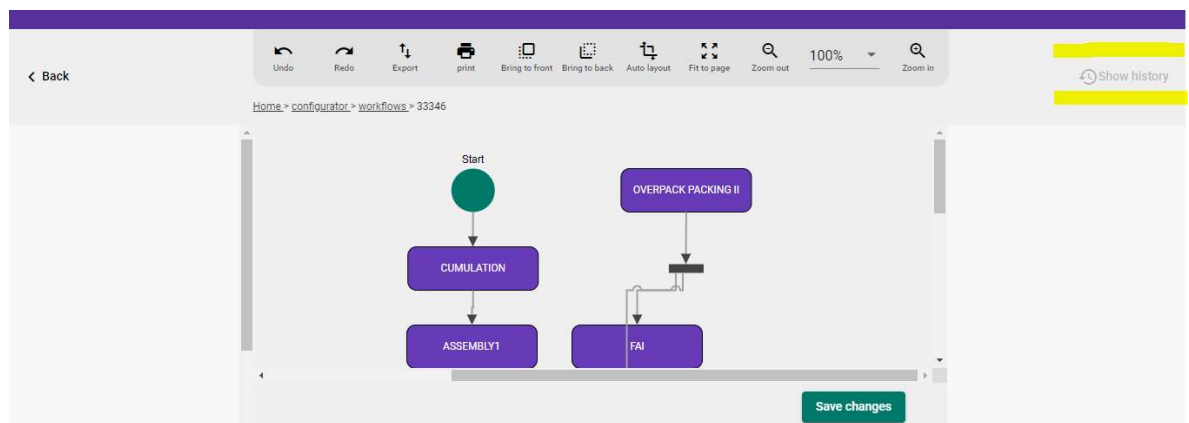 Back
Undo
Redo
Export
print
Bring to front
Bring to back
Auto layout
Fit to page
Zoom out
100%
Zoom in
Show history
Home > configurator > workflows > 33346
Start
OVERPACK PACKING II
CUMULATION
ASSEMBLY1
FAI
Save changes